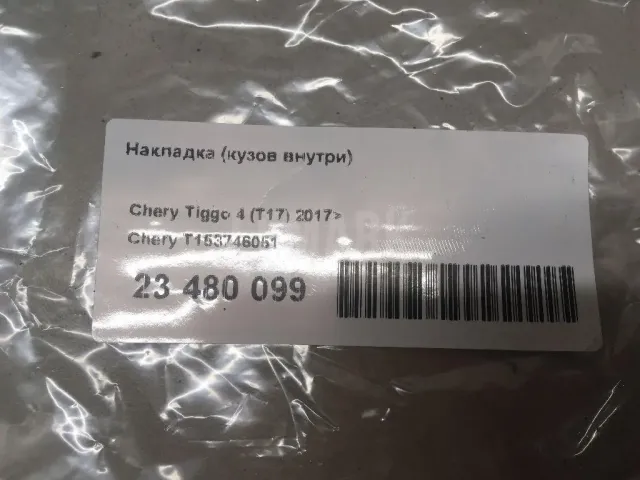 Накладка (кузов внутри)
Chery Tiggo 4 (T17) 2017>
Chery T153746051
23 480 099